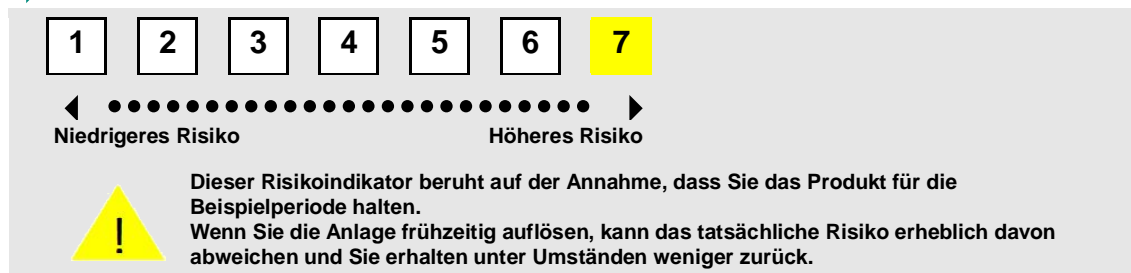 1 2 3 4 5 6 7
Niedrigeres Risiko Höheres Risiko
!
Dieser Risikoindikator beruht auf der Annahme, dass Sie das Produkt für die
Beispielperiode halten.
Wenn Sie die Anlage frühzeitig auflösen, kann das tatsächliche Risiko erheblich davon
abweichen und Sie erhalten unter Umständen weniger zurück.